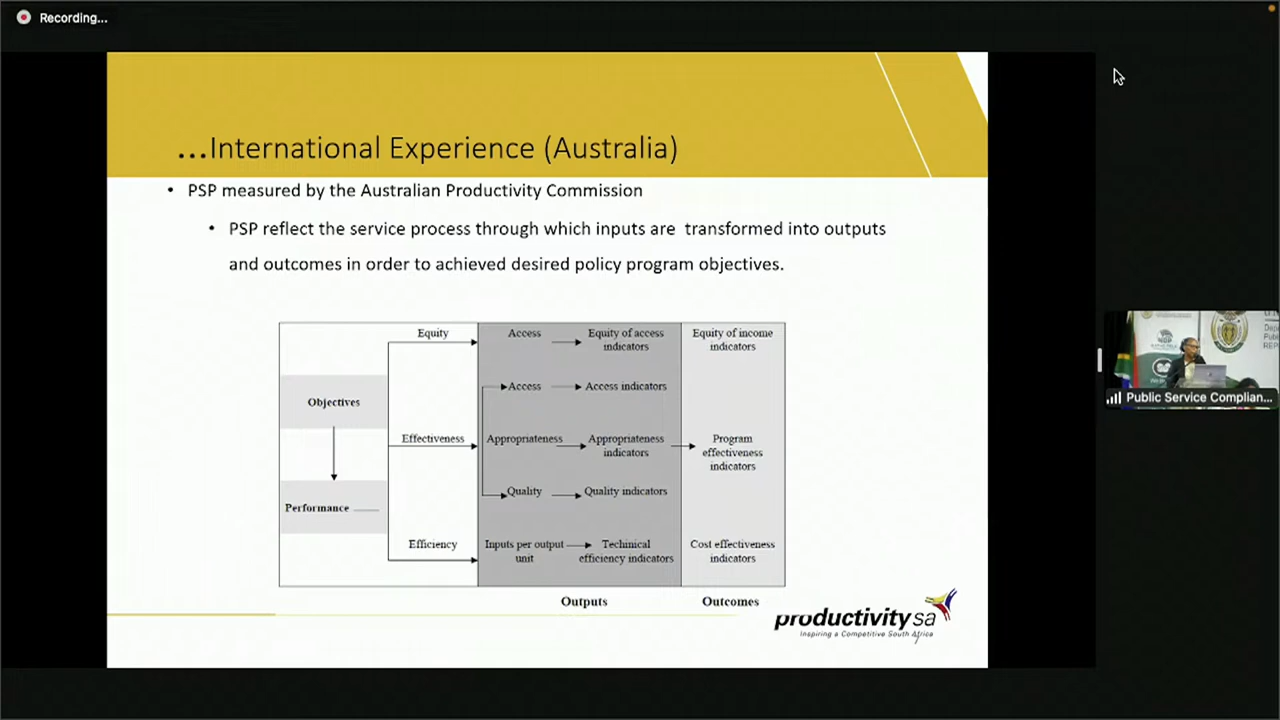 Recording...
...International Experience (Australia)
• PSP measured by the Australian Productivity Commission
• PSP reflect the service process through which inputs are transformed into outputs
and outcomes in order to achieved desired policy program objectives.
Equity
Access
Equity of access
indicators
Equity of income
indicators
Objectives
Access
Access indicators
Effectiveness
Appropriateness
Appropriateness
indicators
Program
effectiveness
indicators
Performance
Quality
Quality indicators
Efficiency
Inputs per output
unit
Techinical
efficiency indicators
Cost effectiveness
indicators
Outputs
Outcomes
productivity sa
Inspiring a Competitive South Africa
Public Service Complian...